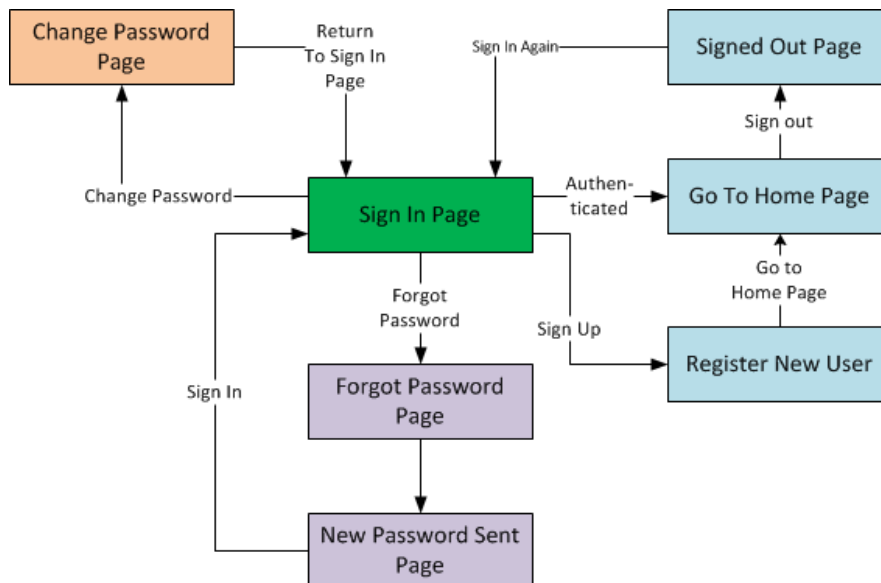 Change Password
Page
Return
To Sign In
Page
Sign In Again
Signed Out Page
Sign out
Change Password
Sign In Page
Authen-
ticated
Go To Home Page
Go to
Home Page
Forgot
Password
Sign Up
Register New User
Sign In
Forgot Password
Page
New Password Sent
Page